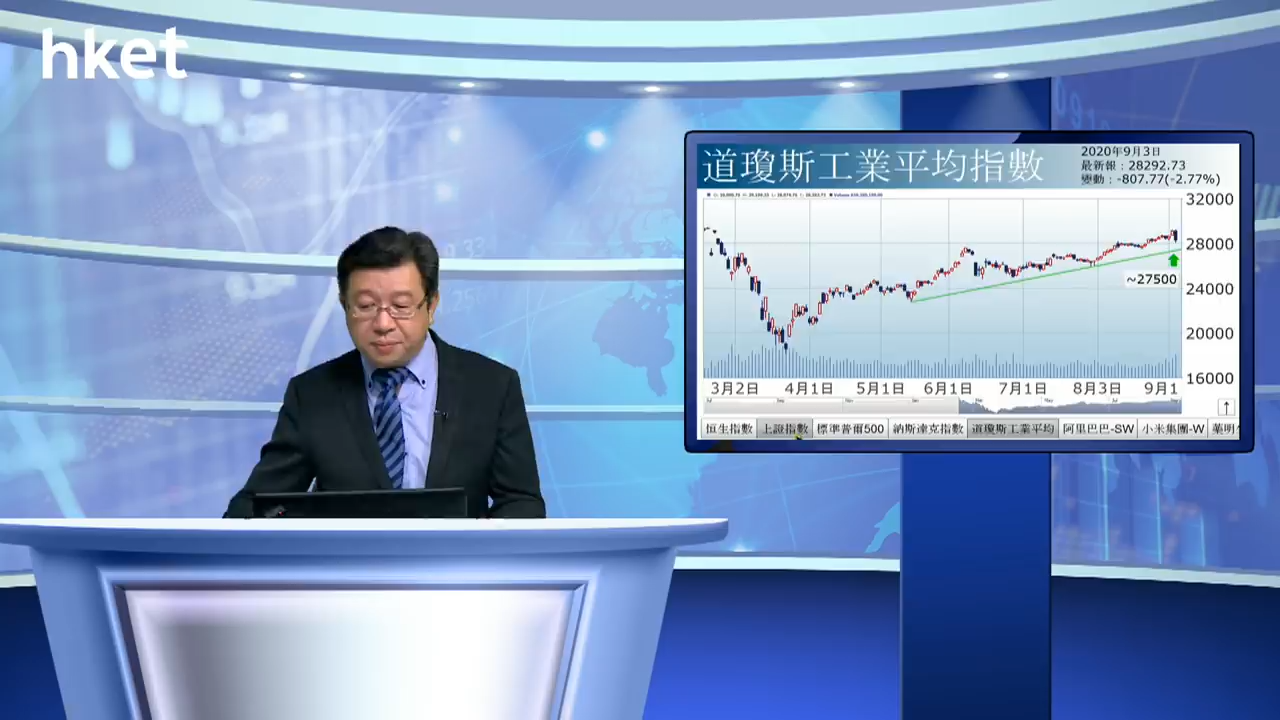 hket
道瓊斯工業平均指數
2020年9月3日
最新報：28292.73
變動：-807.77(-2.77%)
32000
28000
~27500
24000
20000
16000
3月2日 4月1日 5月1日 6月1日 7月1日 8月3日 9月1
↑
恒生指數 上證指數 標準普爾500 納斯達克指數 道瓊斯工業平均 阿里巴巴-SW 小米集團-W 藥明